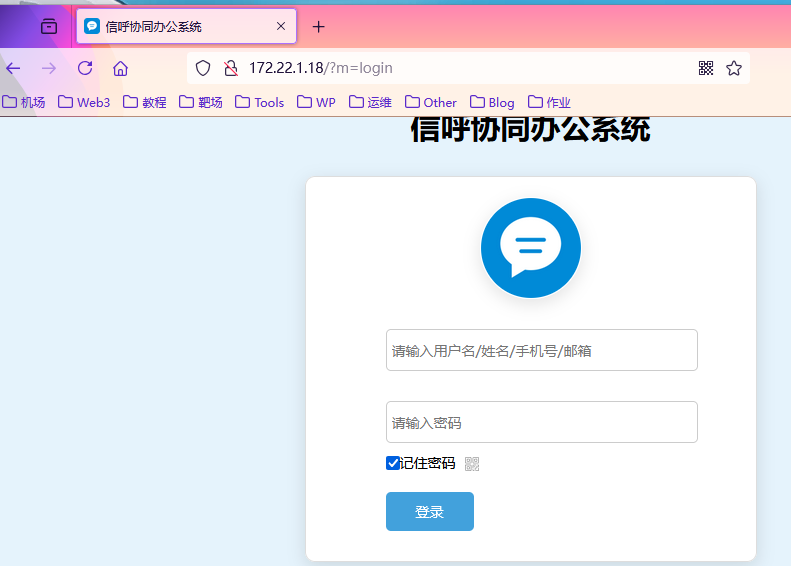 信呼协同办公系统
172.22.1.18/?m=login
机场 Web3 教程 靶场 Tools WP 运维 Other Blog 作业
信呼协同办公系统
请输入用户名/姓名/手机号/邮箱
请输入密码
记住密码
登录